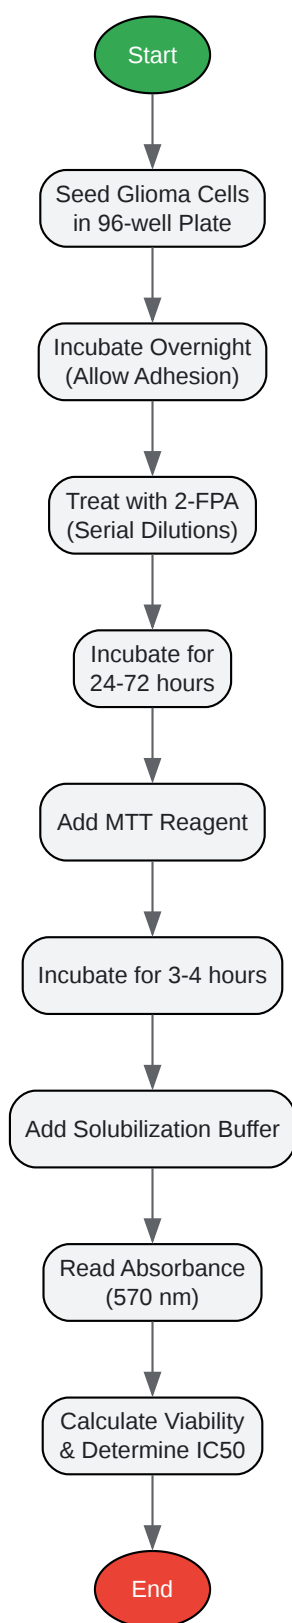 Start
Seed Glioma Cells
in 96-well Plate
Incubate Overnight
(Allow Adhesion)
Treat with 2-FPA
(Serial Dilutions)
Incubate for
24-72 hours
Add MTT Reagent
Incubate for 3-4 hours
Add Solubilization Buffer
Read Absorbance
(570 nm)
Calculate Viability
& Determine IC50
End